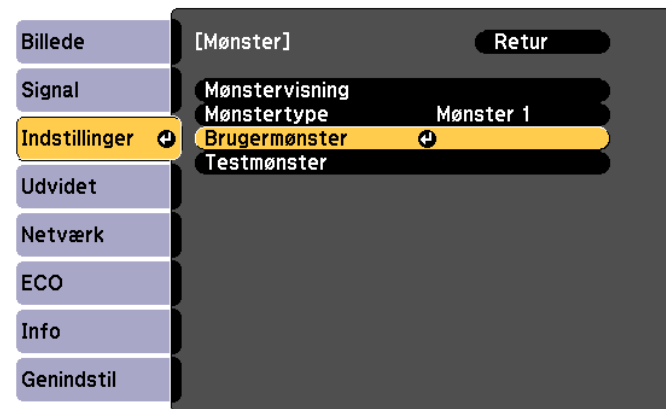 Billede
Signal
Indstillinger
Udvidet
Netværk
ECO
Info
Genindstil
[Mønster]
Retur
Mønstervisning
Mønstertype Mønster 1
Brugermønster
Testmønster